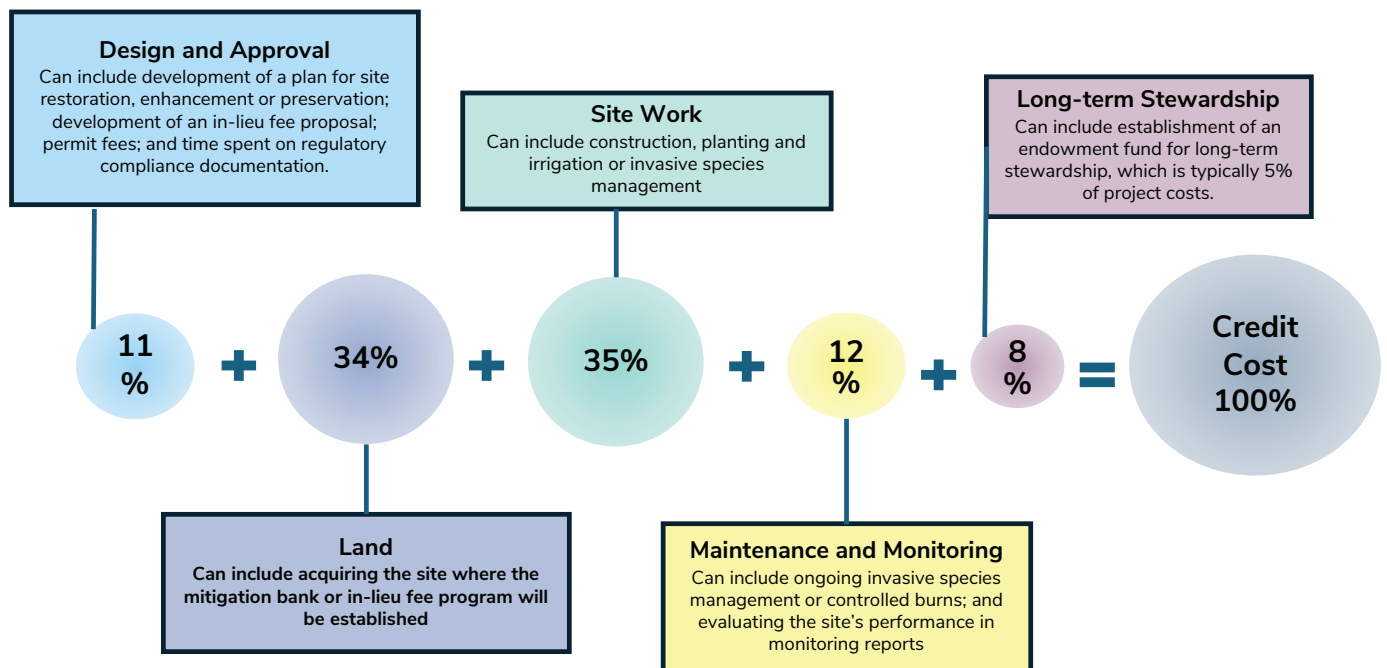 Design and Approval
Can include development of a plan for site
restoration, enhancement or preservation;
development of an in-lieu fee proposal;
permit fees; and time spent on regulatory
compliance documentation.
Site Work
Can include construction, planting and
irrigation or invasive species
management
Long-term Stewardship
Can include establishment of an
endowment fund for long-term
stewardship, which is typically 5%
of project costs.
11
%
+
34%
+
35%
+
12
%
+
8
%
=
Credit
Cost
100%
Land
Can include acquiring the site where the
mitigation bank or in-lieu fee program will
be established
Maintenance and Monitoring
Can include ongoing invasive species
management or controlled burns; and
evaluating the site’s performance in
monitoring reports